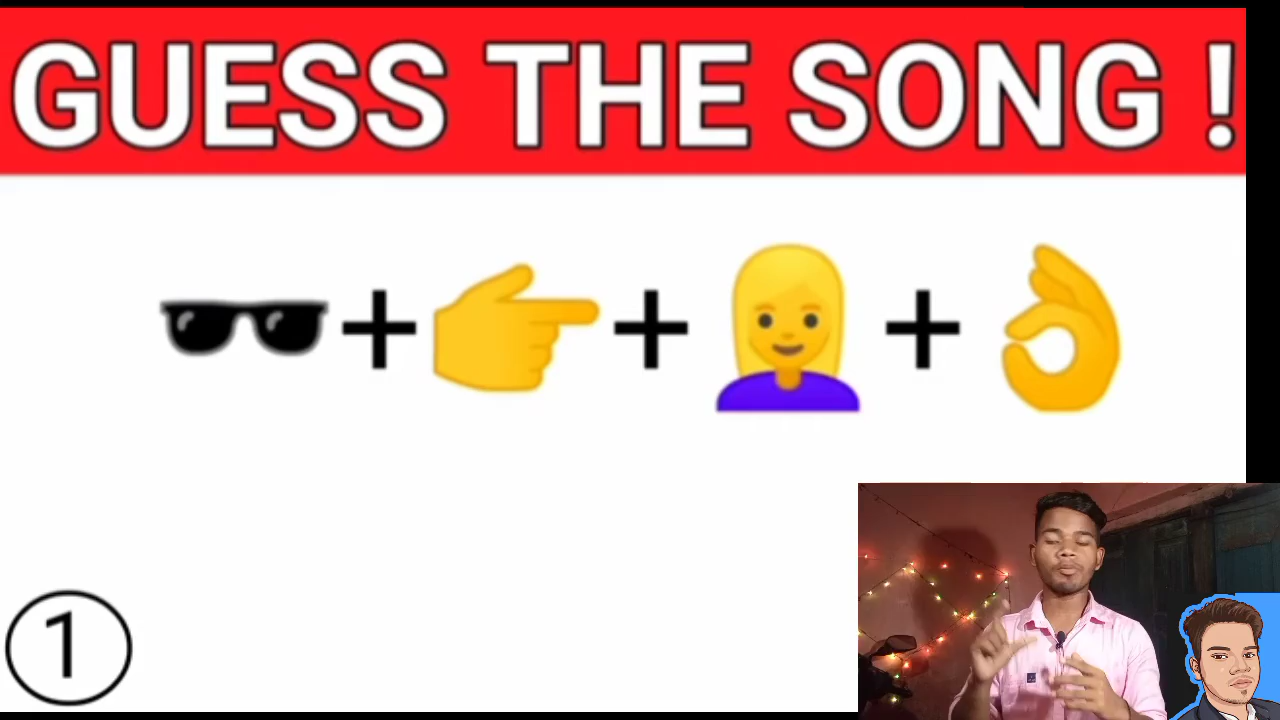 GUESS THE SONG !
+ + +
1